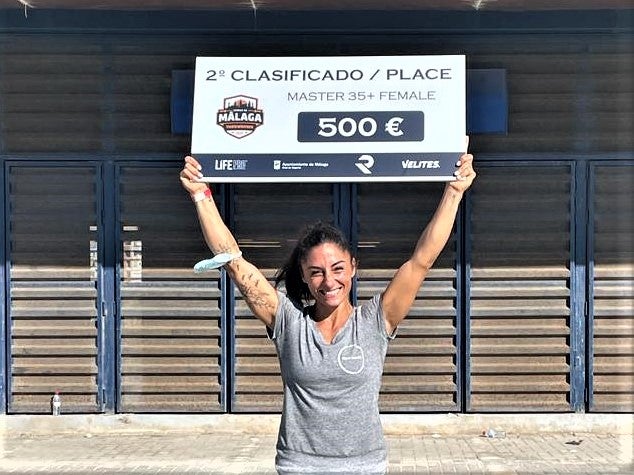 2º CLASIFICADO / PLACE
MASTER 35+ FEMALE
MÁLAGA
500 €
LIFE
Ayuntamiento de Málaga
R
VELITES